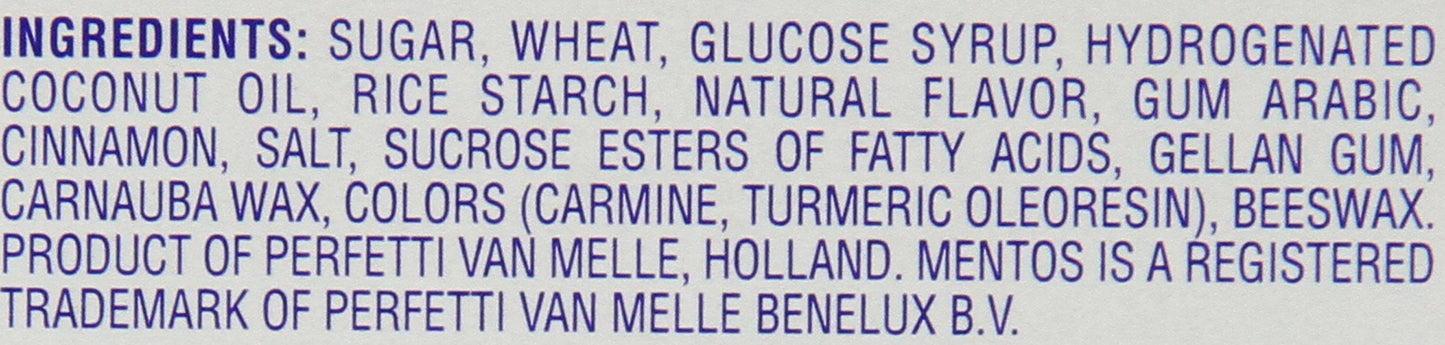 INGREDIENTS: SUGAR, WHEAT, GLUCOSE SYRUP, HYDROGENATED
COCONUT OIL, RICE STARCH, NATURAL FLAVOR, GUM ARABIC,
CINNAMON, SALT, SUCROSE ESTERS OF FATTY ACIDS, GELLAN GUM,
CARNAUBA WAX, COLORS (CARMINE, TURMERIC OLEORESIN), BEESWAX.
PRODUCT OF PERFETTI VAN MELLE, HOLLAND. MENTOS IS A REGISTERED
TRADEMARK OF PERFETTI VAN MELLE BENELUX B.V.